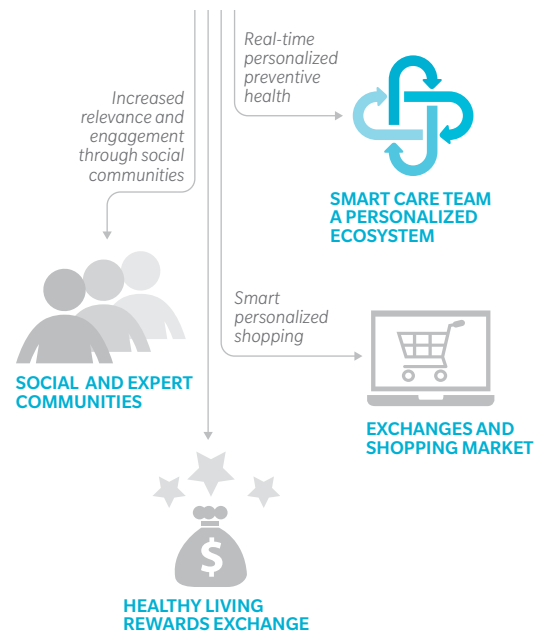 Real-time
personalized
preventive
health
Increased
relevance and
engagement
through social
communities
SMART CARE TEAM
A PERSONALIZED
ECOSYSTEM
Smart
personalized
shopping
SOCIAL AND EXPERT
COMMUNITIES
EXCHANGES AND
SHOPPING MARKET
$
HEALTHY LIVING
REWARDS EXCHANGE